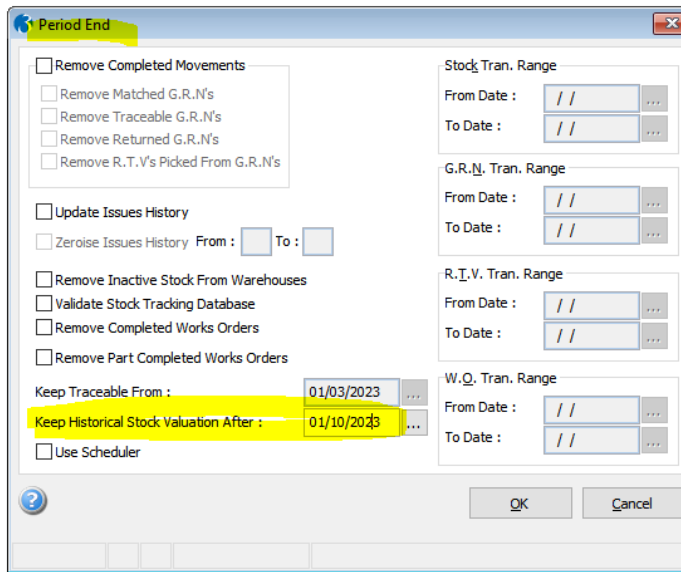 Period End
Remove Completed Movements
Remove Matched G.R.N's
Remove Traceable G.R.N's
Remove Returned G.R.N's
Remove R.T.V's Picked From G.R.N's
Update Issues History
Zeroise Issues History From : To :
Remove Inactive Stock From Warehouses
Validate Stock Tracking Database
Remove Completed Works Orders
Remove Part Completed Works Orders
Keep Traceable From : 01/03/2023 ...
Keep Historical Stock Valuation After : 01/10/2023 ...
Use Scheduler
Stock Tran. Range
From Date : / / ...
To Date : / / ...
G.R.N. Tran. Range
From Date : / / ...
To Date : / / ...
R.T.V. Tran. Range
From Date : / / ...
To Date : / / ...
W.O. Tran. Range
From Date : / / ...
To Date : / / ...
OK Cancel